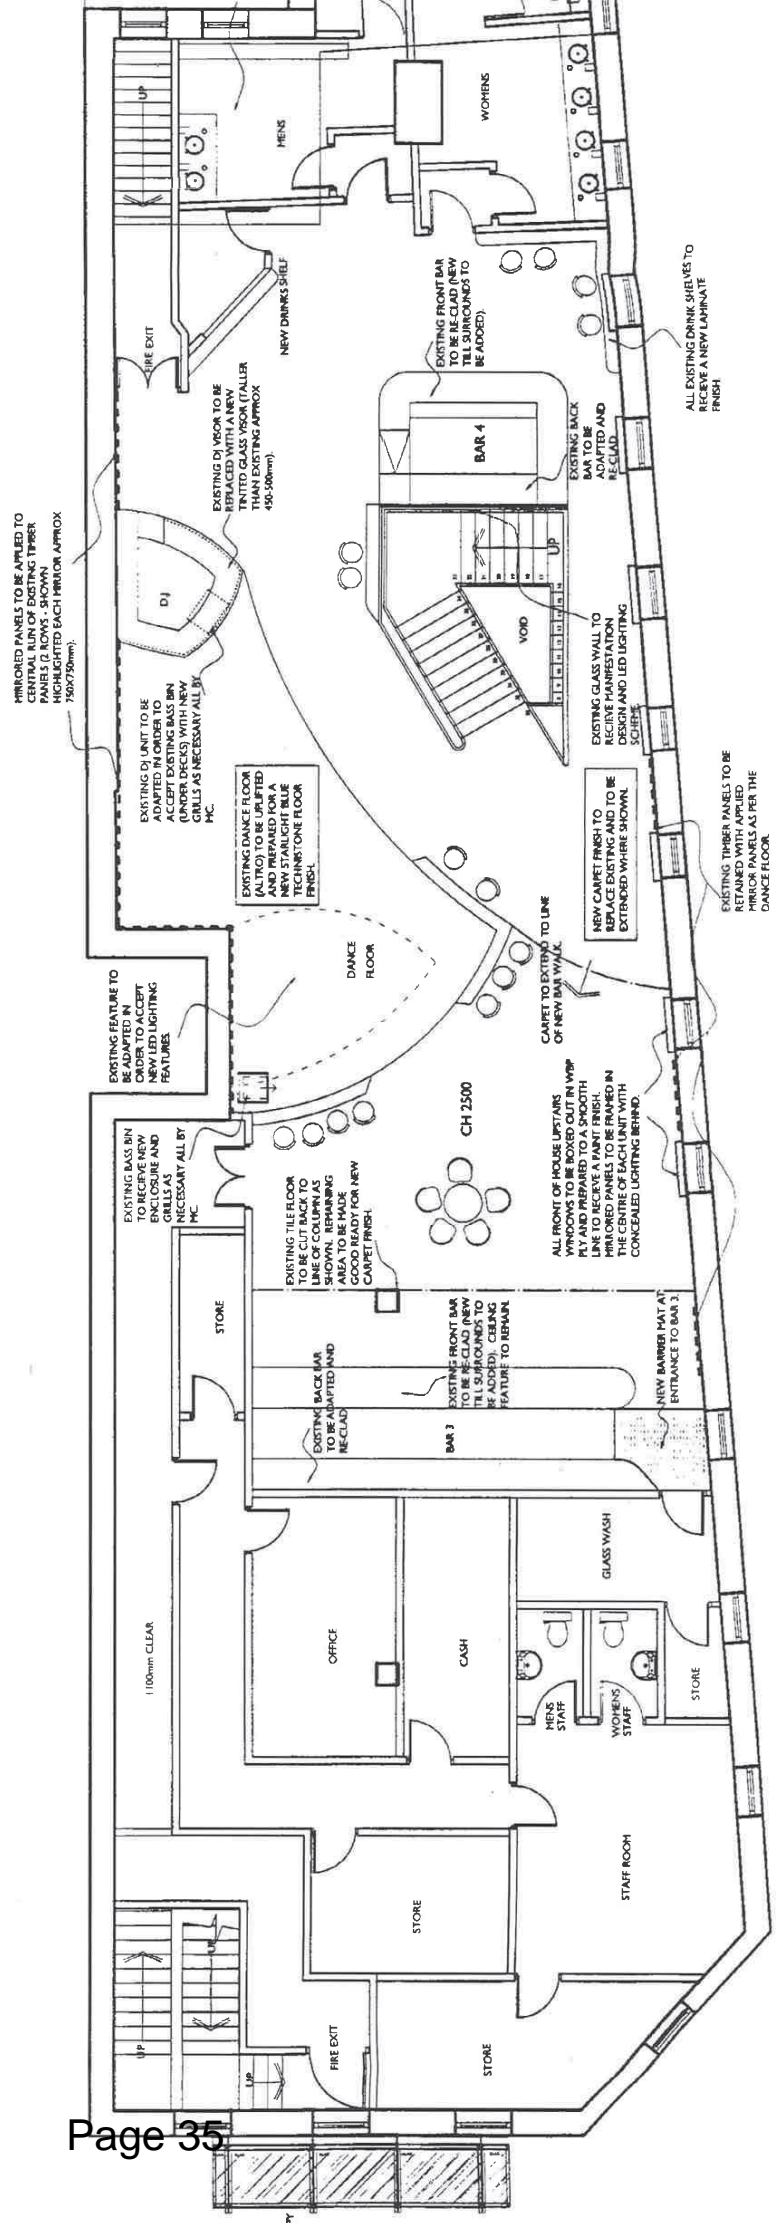 UP
MENS
WOMENS
FIRE EXIT
NEW DRINKS SHELF
EXISTING FRONT BAR
TO BE RE-CLAD (NEW
TILL SURROUNDS TO
BE ADDED).
ALL EXISTING DRINK SHELVES TO
RECIEVE A NEW LAMINATE
FINISH.
MIRRORED PANELS TO BE APPLIED TO
CENTRAL RUN OF EXISTING TIMBER
PANELS (2 ROWS - SHOWN
HIGHLIGHTED EACH MIRROR APPROX
750X750mm).
EXISTING DJ VISOR TO BE
REPLACED WITH A NEW
TINTED GLASS VISOR (TALLER
THAN EXISTING APPROX
450-500mm).
BAR 4
EXISTING BACK
BAR TO BE
ADAPTED AND
RE-CLAD
DJ
EXISTING DJ UNIT TO BE
ADAPTED IN ORDER TO
ACCEPT EXISTING BASS BIN
(UNDER DECKS) WITH NEW
GRILLS AS NECESSARY ALL BY
MC.
UP
VOID
EXISTING GLASS WALL TO
RECIEVE MANIFESTATION
DESIGN AND LED LIGHTING
SCHEME
EXISTING DANCE FLOOR
(ALTRO) TO BE UPLIFTED
AND PREPARED FOR A
NEW STARLIGHT BLUE
TECHNISTONE FLOOR
FINISH.
NEW CARPET FINISH TO
REPLACE EXISTING AND TO BE
EXTENDED WHERE SHOWN.
EXISTING TIMBER PANELS TO BE
RETAINED WITH APPLIED
MIRROR PANELS AS PER THE
DANCE FLOOR.
EXISTING FEATURE TO
BE ADAPTED IN
ORDER TO ACCEPT
NEW LED LIGHTING
FEATURES.
DANCE
FLOOR
CARPET TO EXTEND TO LINE
OF NEW BAR WALK.
EXISTING BASS BIN
TO RECIEVE NEW
ENCLOSURE AND
GRILLS AS
NECESSARY ALL BY
MC.
CH 2500
EXISTING TILE FLOOR
TO BE CUT BACK TO
LINE OF COLUMN AS
SHOWN. REMAINING
AREA TO BE MADE
GOOD READY FOR NEW
CARPET FINISH.
ALL FRONT OF HOUSE UPSTAIRS
WINDOWS TO BE BOXED OUT IN WBP
PLY AND PREPARED TO A SMOOTH
LINE TO RECIEVE A PAINT FINISH.
MIRRORED PANELS TO BE FRAMED IN
THE CENTRE OF EACH UNIT WITH
CONCEALED LIGHTING BEHIND.
STORE
EXISTING BACK BAR
TO BE ADAPTED AND
RE-CLAD
EXISTING FRONT BAR
TO BE RE-CLAD (NEW
TILL SURROUNDS TO
BE ADDED). CEILING
FEATURE TO REMAIN.
NEW BARRIER MAT AT
ENTRANCE TO BAR 3.
BAR 3
GLASS WASH
1100mm CLEAR
OFFICE
CASH
MENS
STAFF
WOMENS
STAFF
STORE
STORE
STAFF ROOM
UP
UP
UP
FIRE EXIT
STORE
Page 35